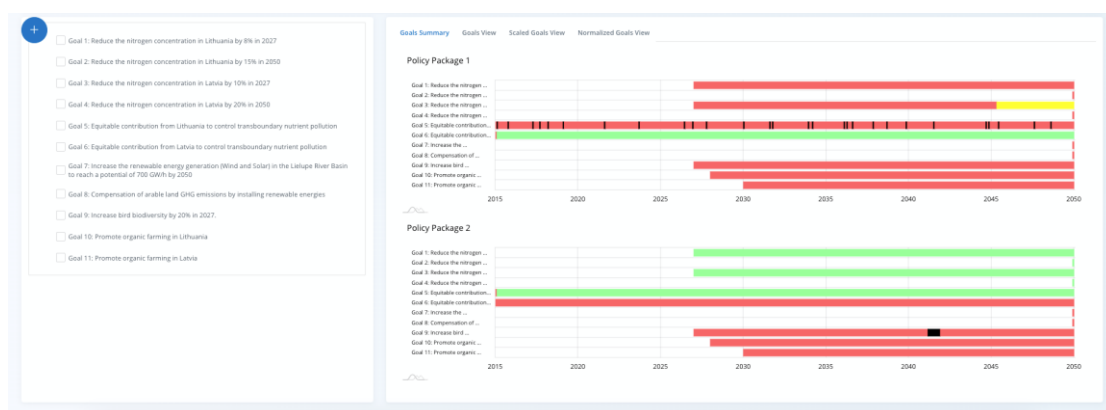 +
Goal 1: Reduce the nitrogen concentration in Lithuania by 8% in 2027
Goal 2: Reduce the nitrogen concentration in Lithuania by 15% in 2050
Goal 3: Reduce the nitrogen concentration in Latvia by 10% in 2027
Goal 4: Reduce the nitrogen concentration in Latvia by 20% in 2050
Goal 5: Equitable contribution from Lithuania to control transboundary nutrient pollution
Goal 6: Equitable contribution from Latvia to control transboundary nutrient pollution
Goal 7: Increase the renewable energy generation (Wind and Solar) in the Lielupe River Basin
to reach a potential of 700 GW/h by 2050
Goal 8: Compensation of arable land GHG emissions by installing renewable energies
Goal 9: Increase bird biodiversity by 20% in 2027.
Goal 10: Promote organic farming in Lithuania
Goal 11: Promote organic farming in Latvia
Goals Summary Goals View Scaled Goals View Normalized Goals View
Policy Package 1
Goal 1: Reduce the nitrogen ...
Goal 2: Reduce the nitrogen ...
Goal 3: Reduce the nitrogen ...
Goal 4: Reduce the nitrogen ...
Goal 5: Equitable contribution...
Goal 6: Equitable contribution...
Goal 7: Increase the ...
Goal 8: Compensation of ...
Goal 9: Increase bird ...
Goal 10: Promote organic ...
Goal 11: Promote organic ...
2015 2020 2025 2030 2035 2040 2045 2050
Policy Package 2
Goal 1: Reduce the nitrogen ...
Goal 2: Reduce the nitrogen ...
Goal 3: Reduce the nitrogen ...
Goal 4: Reduce the nitrogen ...
Goal 5: Equitable contribution...
Goal 6: Equitable contribution...
Goal 7: Increase the ...
Goal 8: Compensation of ...
Goal 9: Increase bird ...
Goal 10: Promote organic ...
Goal 11: Promote organic ...
2015 2020 2025 2030 2035 2040 2045 2050